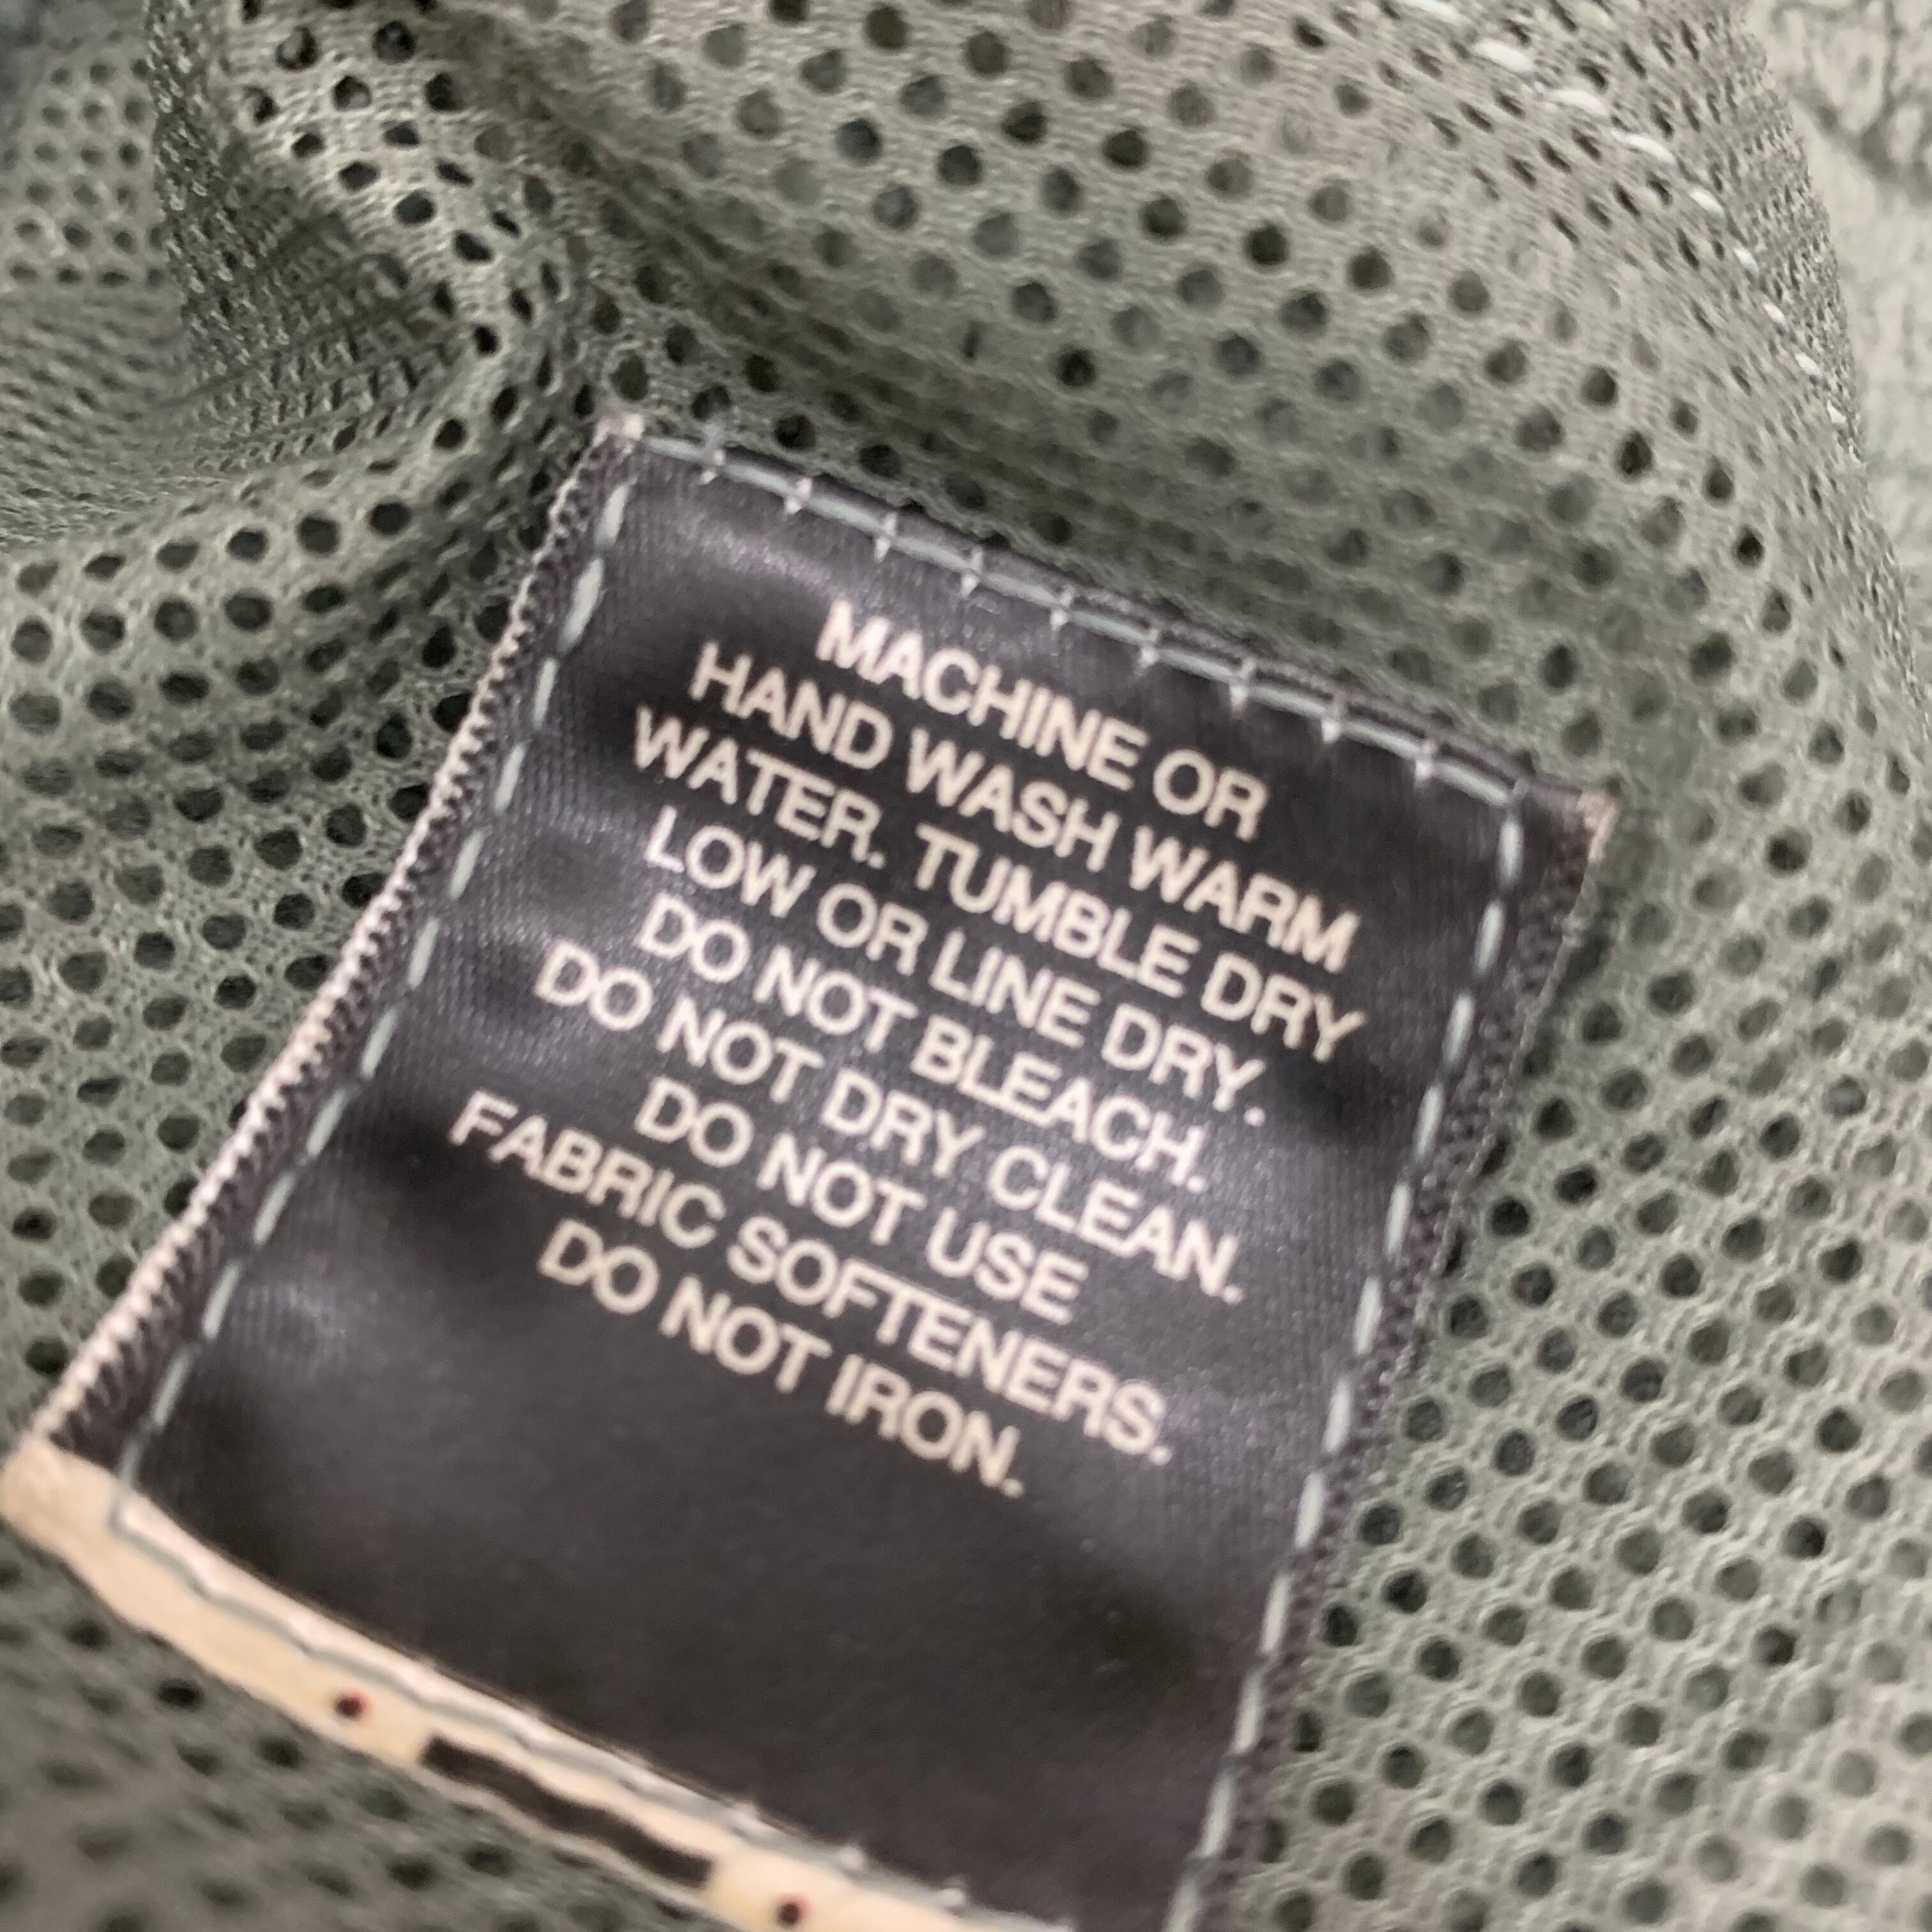 MACHINE OR
HAND WASH WARM
WATER. TUMBLE DRY
LOW OR LINE DRY.
DO NOT BLEACH.
DO NOT DRY CLEAN.
DO NOT USE
FABRIC SOFTENERS.
DO NOT IRON.